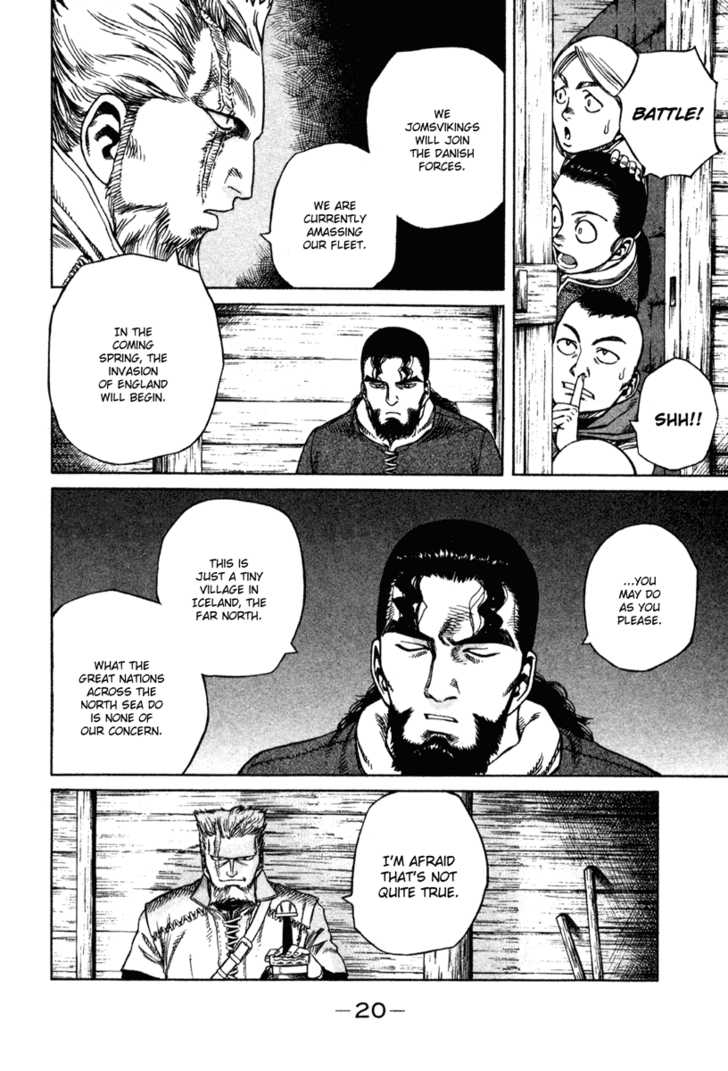 BATTLE!
SHH!!
WE
JOMSVIKINGS
WILL JOIN
THE DANISH
FORCES.
WE ARE
CURRENTLY
AMASSING
OUR FLEET.
IN THE
COMING
SPRING, THE
INVASION
OF ENGLAND
WILL BEGIN.
...YOU
MAY DO
AS YOU
PLEASE.
THIS IS
JUST A TINY
VILLAGE IN
ICELAND, THE
FAR NORTH.
WHAT THE
GREAT NATIONS
ACROSS THE
NORTH SEA DO
IS NONE OF
OUR CONCERN.
I'M AFRAID
THAT'S NOT
QUITE TRUE.
—20—